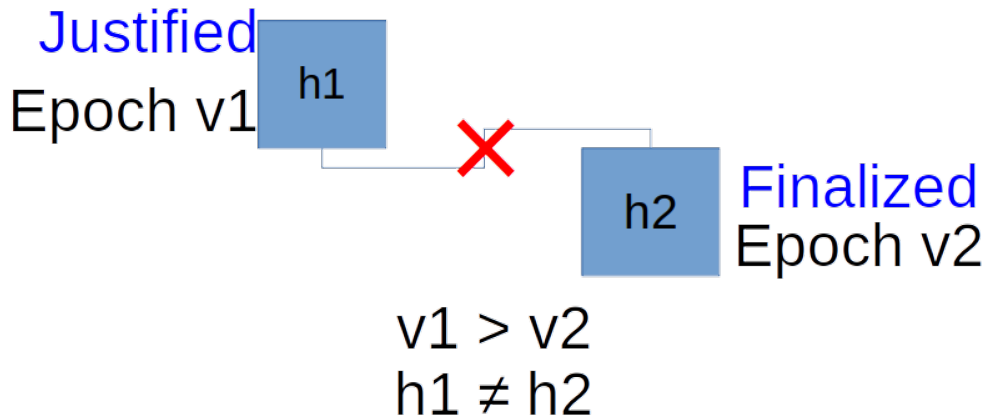 Justified
Epoch v1
h1
h2
Finalized
Epoch v2
v1 > v2
h1 ≠ h2